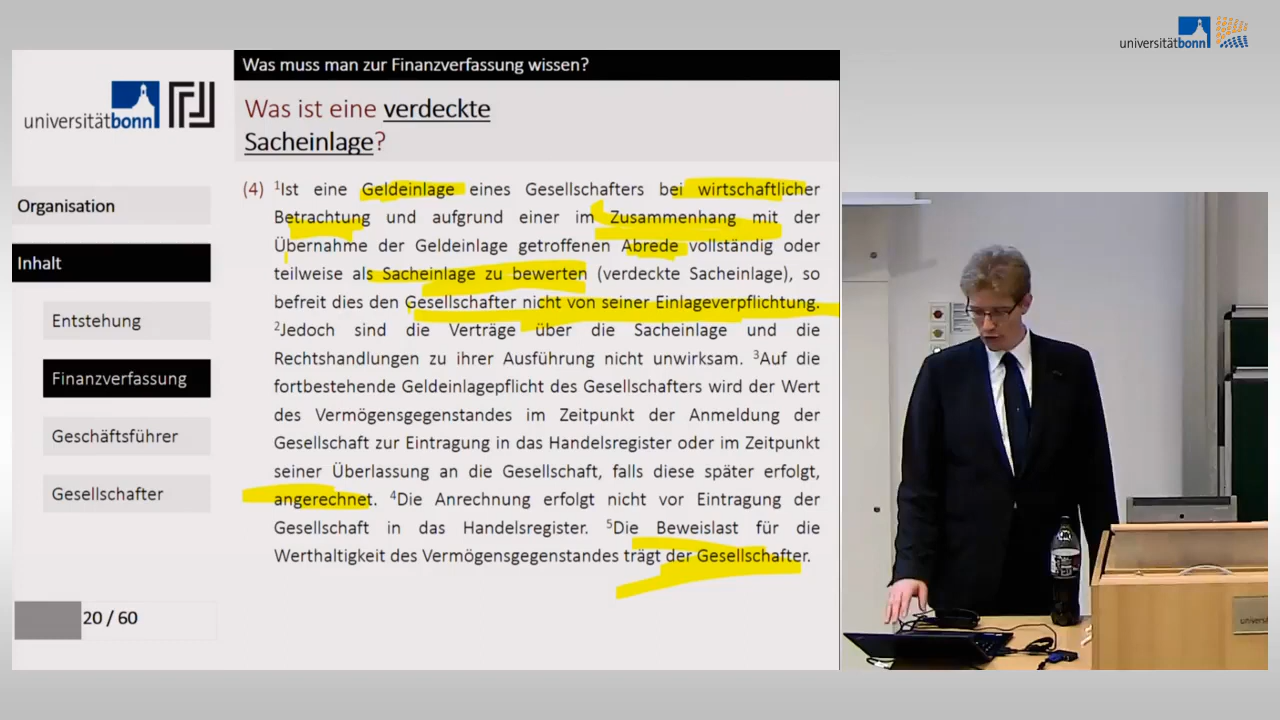 universitätbonn
Was muss man zur Finanzverfassung wissen?
universitätbonn
Was ist eine verdeckte
Sacheinlage?
Organisation
Inhalt
Entstehung
Finanzverfassung
Geschäftsführer
Gesellschafter
20 / 60
(4) ¹Ist eine Geldeinlage eines Gesellschafters bei wirtschaftlicher
Betrachtung und aufgrund einer im Zusammenhang mit der
Übernahme der Geldeinlage getroffenen Abrede vollständig oder
teilweise als Sacheinlage zu bewerten (verdeckte Sacheinlage), so
befreit dies den Gesellschafter nicht von seiner Einlageverpflichtung.
²Jedoch sind die Verträge über die Sacheinlage und die
Rechtshandlungen zu ihrer Ausführung nicht unwirksam. ³Auf die
fortbestehende Geldeinlagepflicht des Gesellschafters wird der Wert
des Vermögensgegenstandes im Zeitpunkt der Anmeldung der
Gesellschaft zur Eintragung in das Handelsregister oder im Zeitpunkt
seiner Überlassung an die Gesellschaft, falls diese später erfolgt,
angerechnet. ⁴Die Anrechnung erfolgt nicht vor Eintragung der
Gesellschaft in das Handelsregister. ⁵Die Beweislast für die
Werthaltigkeit des Vermögensgegenstandes trägt der Gesellschafter.